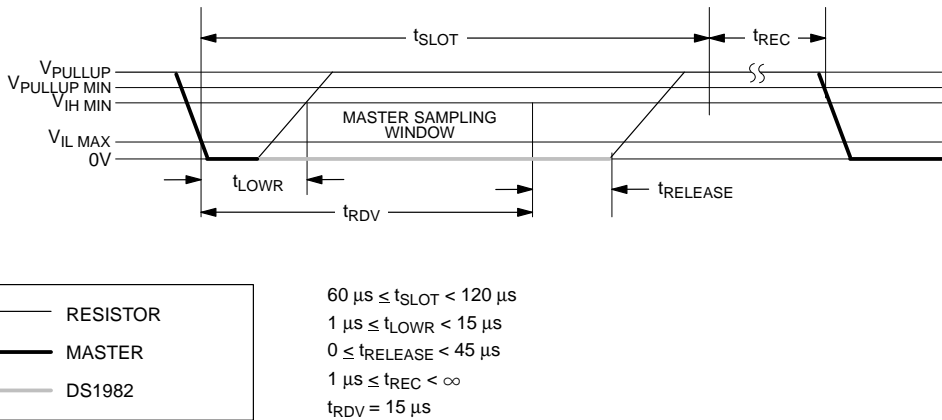 tSLOT
tREC
VPULLUP
VPULLUP MIN
VIH MIN
MASTER SAMPLING
WINDOW
VIL MAX
0V
tLOWR
tRELEASE
tRDV
RESISTOR
MASTER
DS1982
60 µs ≤ tSLOT < 120 µs
1 µs ≤ tLOWR < 15 µs
0 ≤ tRELEASE < 45 µs
1 µs ≤ tREC < ∞
tRDV = 15 µs